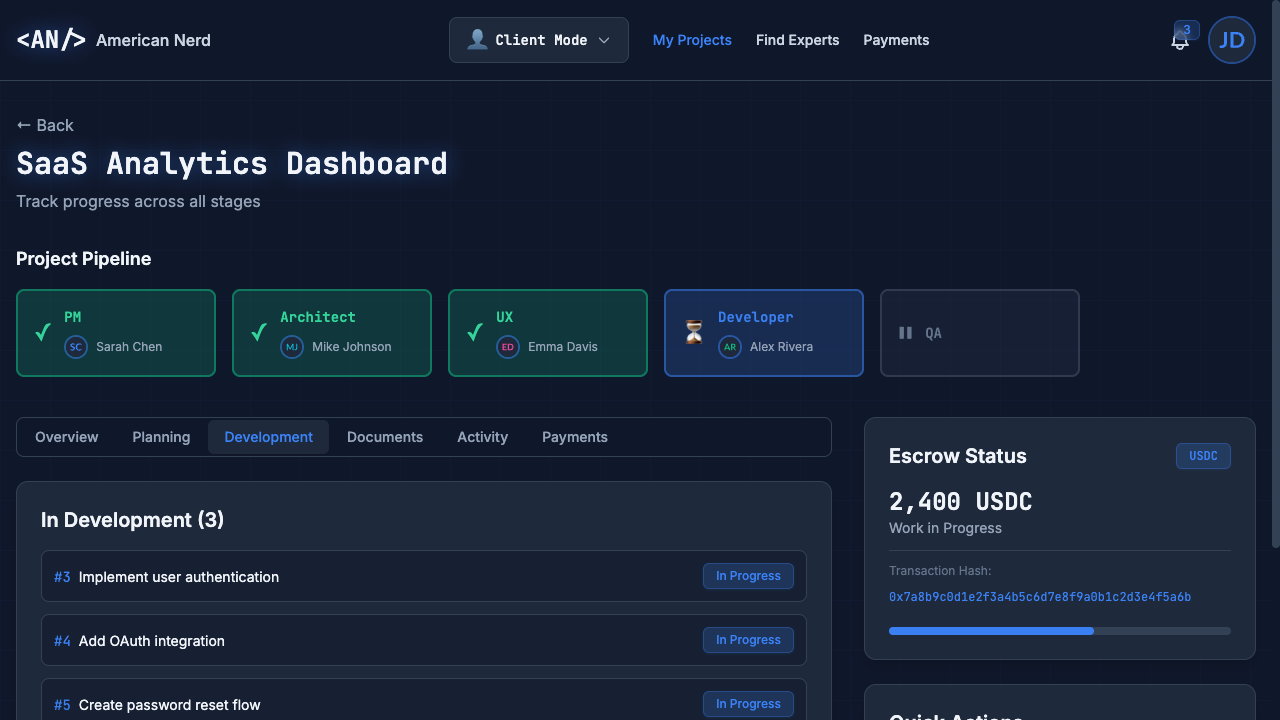 <AN/> American Nerd
Client Mode
My Projects
Find Experts
Payments
3
JD
← Back
SaaS Analytics Dashboard
Track progress across all stages
Project Pipeline
PM
SC Sarah Chen
Architect
MJ Mike Johnson
UX
ED Emma Davis
Developer
AR Alex Rivera
QA
Overview
Planning
Development
Documents
Activity
Payments
In Development (3)
#3 Implement user authentication In Progress
#4 Add OAuth integration In Progress
#5 Create password reset flow In Progress
Escrow Status USDC
2,400 USDC
Work in Progress
Transaction Hash:
0x7a8b9c0d1e2f3a4b5c6d7e8f9a0b1c2d3e4f5a6b
Quick Actions